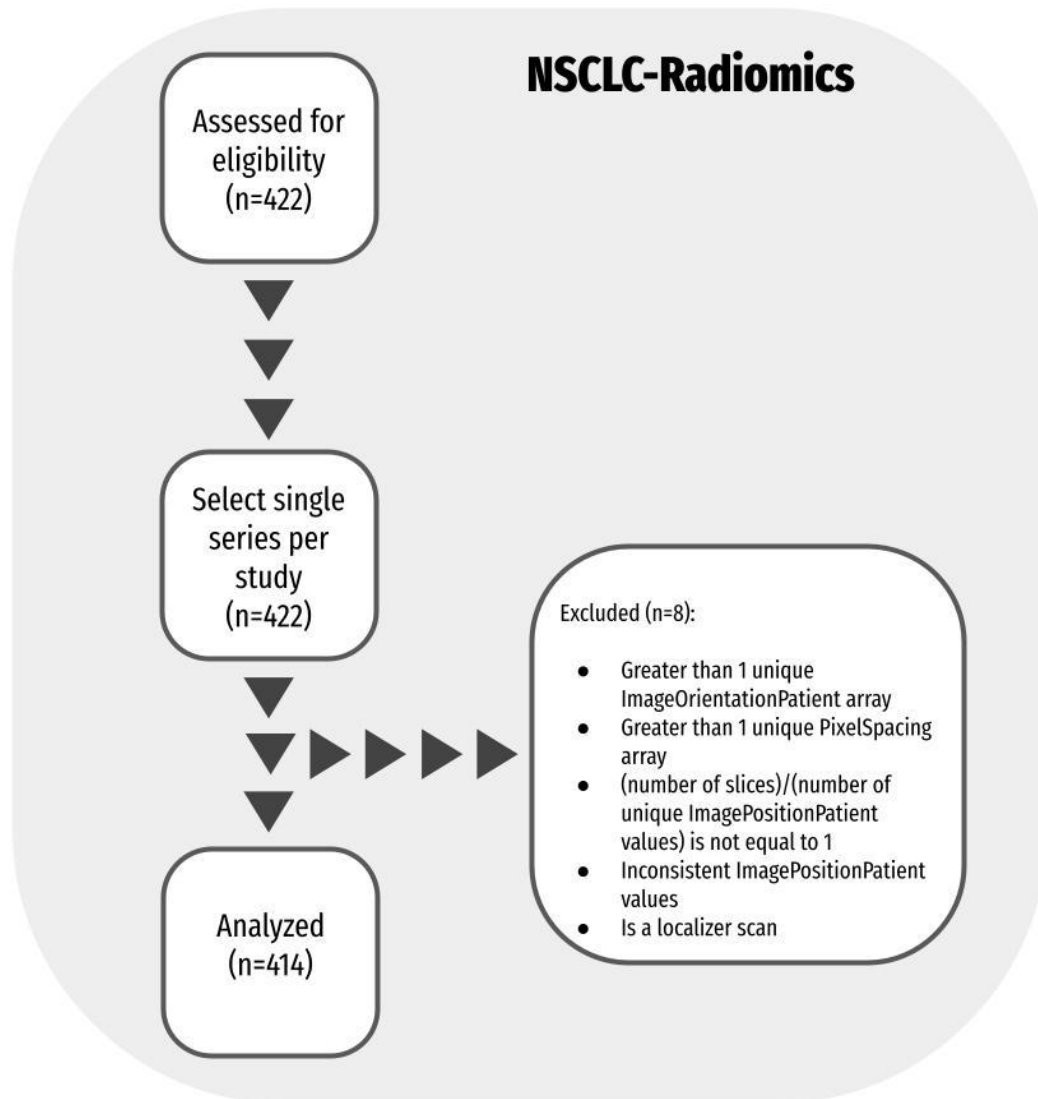 NSCLC-Radiomics
Assessed for
eligibility
(n=422)
Select single
series per
study
(n=422)
Excluded (n=8):
● Greater than 1 unique
ImageOrientationPatient array
● Greater than 1 unique PixelSpacing
array
● (number of slices)/(number of
unique ImagePositionPatient
values) is not equal to 1
● Inconsistent ImagePositionPatient
values
● Is a localizer scan
Analyzed
(n=414)